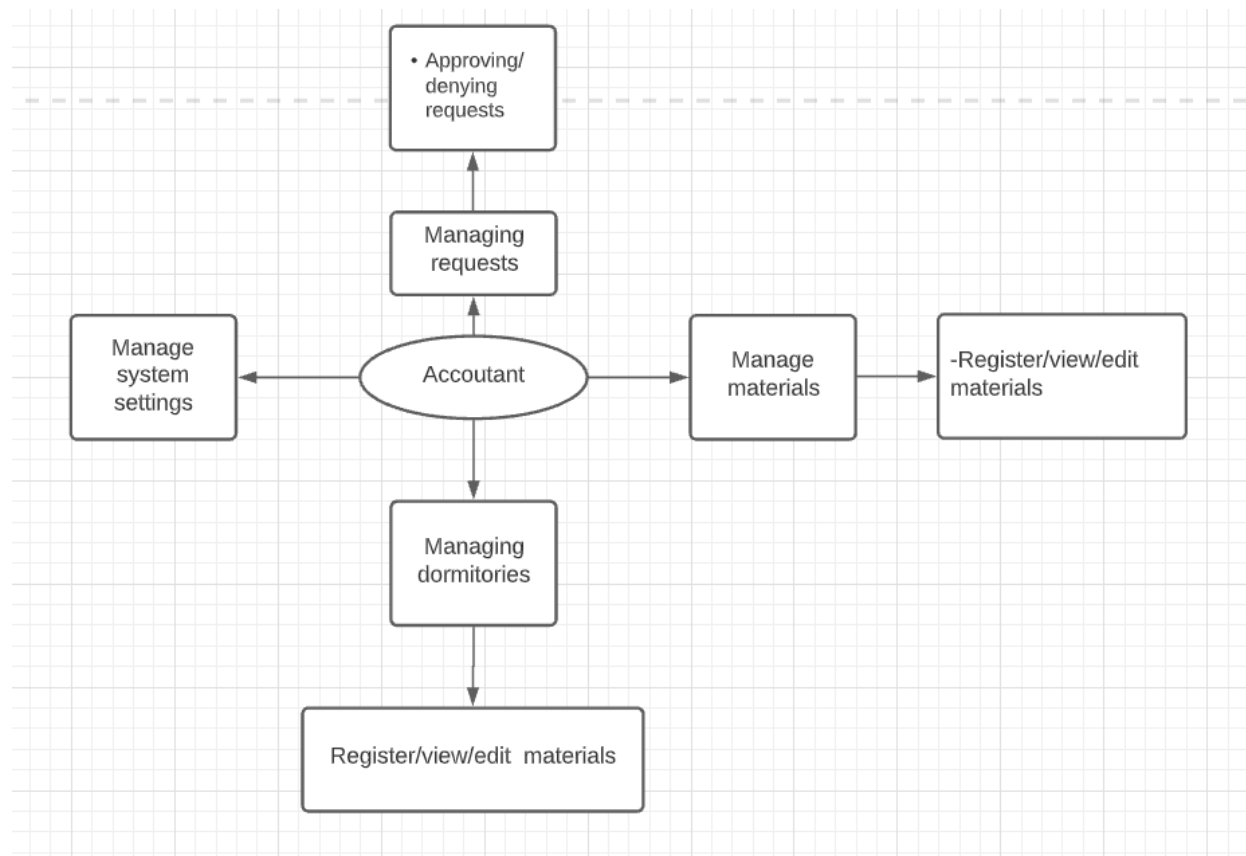 • Approving/
denying
requests
Managing
requests
Manage
system
settings
Accoutant
Manage
materials
-Register/view/edit
materials
Managing
dormitories
Register/view/edit materials